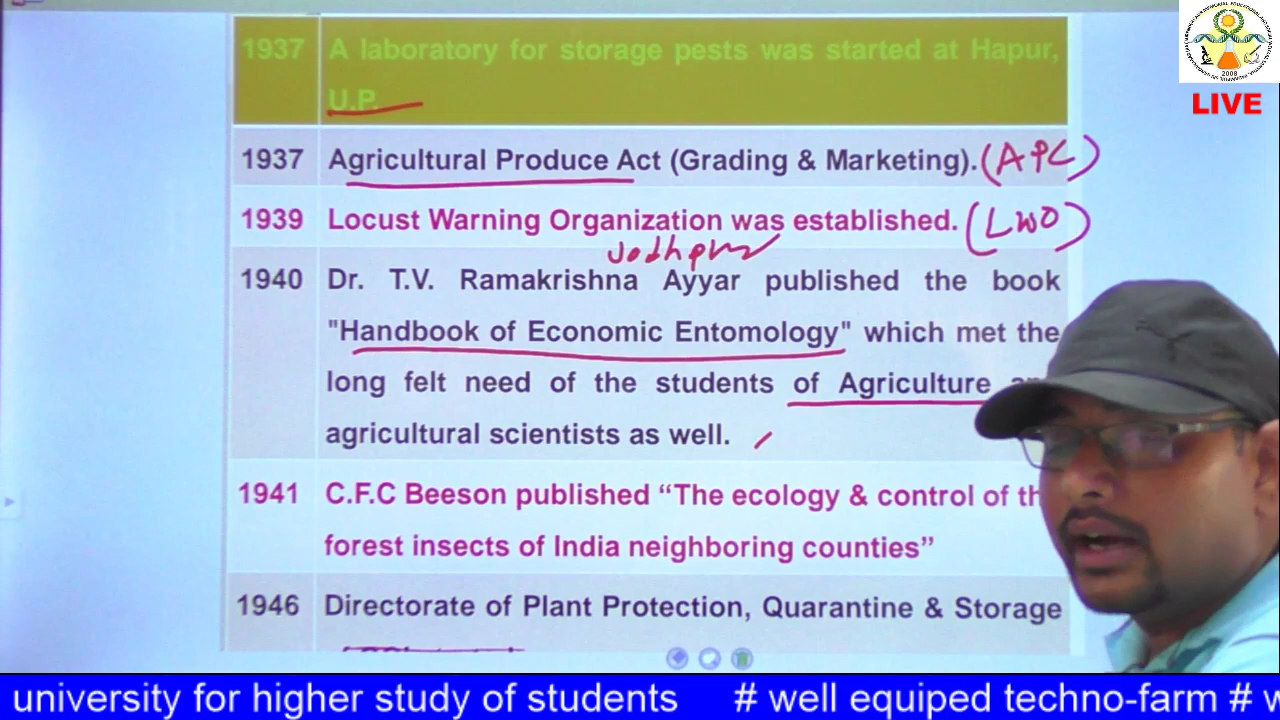 1937 A laboratory for storage pests was started at Hapur,
U.P.
1937 Agricultural Produce Act (Grading & Marketing). (APC)
1939 Locust Warning Organization was established. (LWO)
Jodhpur
1940 Dr. T.V. Ramakrishna Ayyar published the book
"Handbook of Economic Entomology" which met the
long felt need of the students of Agriculture
agricultural scientists as well.
1941 C.F.C Beeson published “The ecology & control of th
forest insects of India neighboring counties”
1946 Directorate of Plant Protection, Quarantine & Storage
2008
LIVE
university for higher study of students # well equiped techno-farm # w